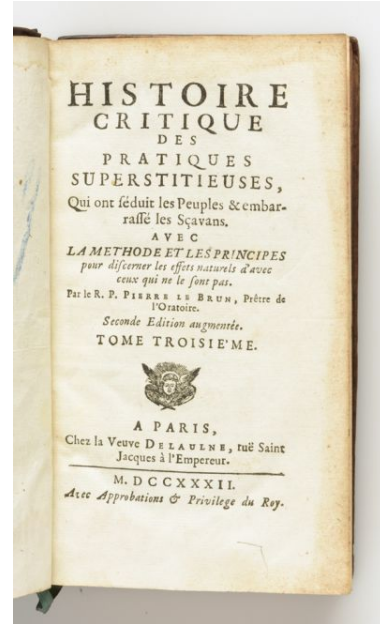 HISTOIRE
CRITIQUE
DES
PRATIQUES
SUPERSTITIEUSES,
Qui ont séduit les Peuples & embar-
rassé les Sçavans.
AVEC
LA METHODE ET LES PRINCIPES
pour discerner les effets naturels d'avec
ceux qui ne le sont pas.
Par le R. P. PIERRE LE BRUN, Prêtre de
l'Oratoire.
Seconde Edition augmentée.
TOME TROISIE'ME.
A PARIS,
Chez la Veuve DELAULNE, ruë Saint
Jacques à l'Empereur.
M. DCCXXXII.
Avec Approbations & Privilege du Roy.